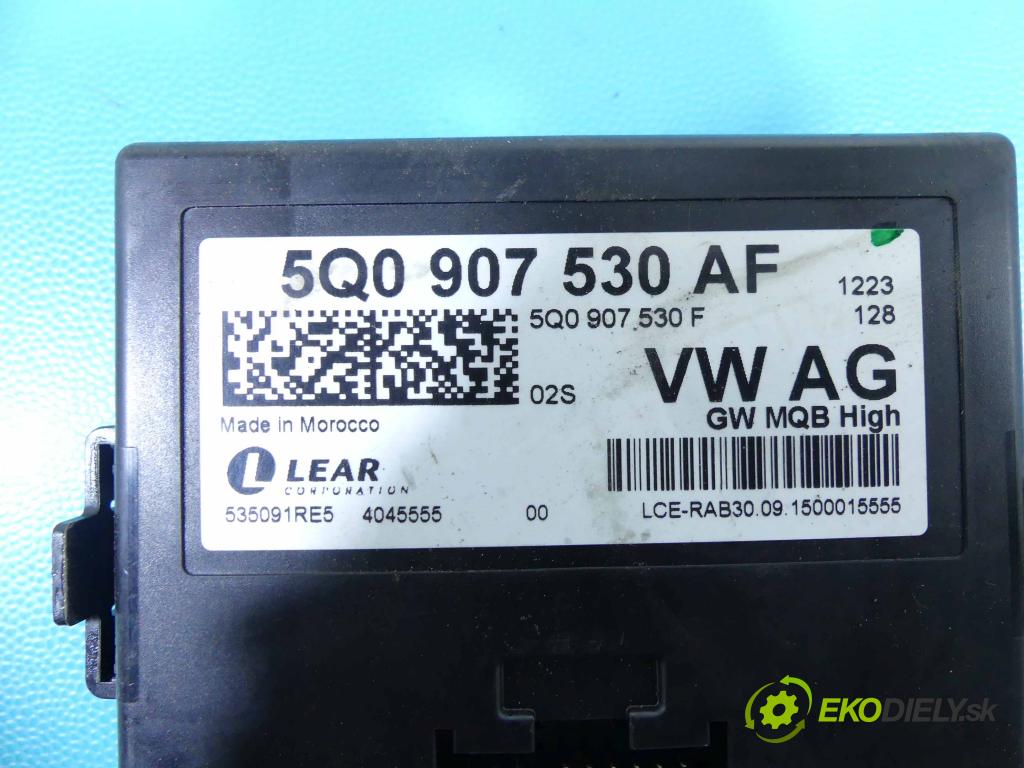 5Q0 907 530 AF
1223
5Q0 907 530 F
128
02S
VW AG
GW MQB High
Made in Morocco
LEAR
CORPORATION
535091RE5 4045555 00
LCE-RAB30.09.1500015555
EKODIELY.sk